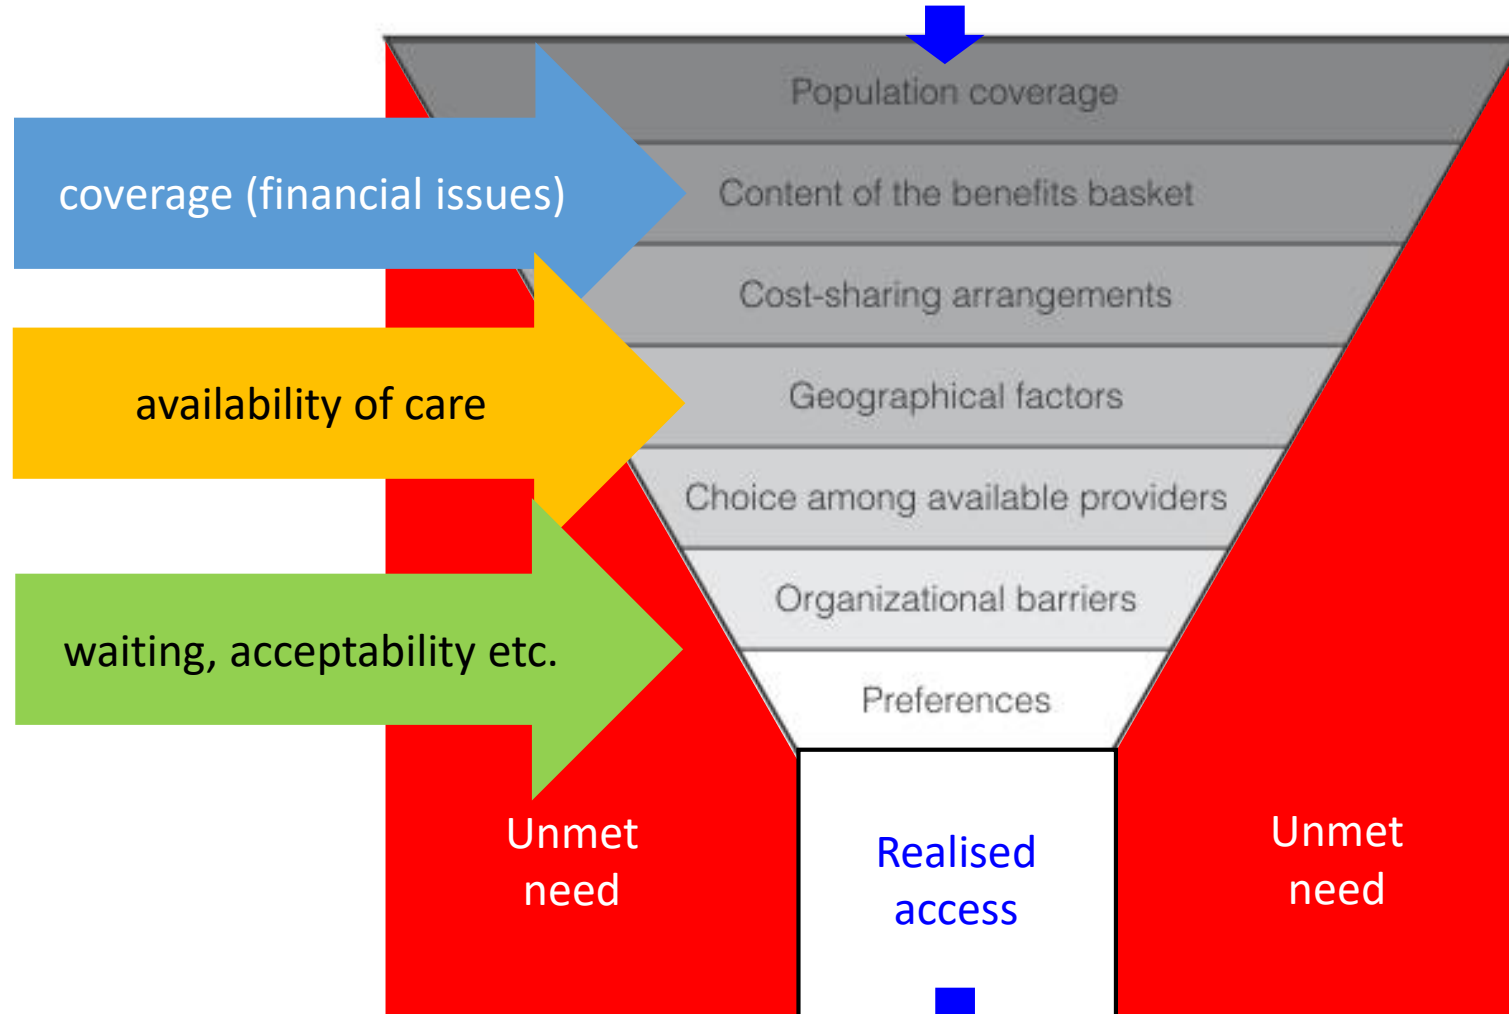 Population coverage
coverage (financial issues)
Content of the benefits basket
Cost-sharing arrangements
availability of care
Geographical factors
Choice among available providers
Organizational barriers
waiting, acceptability etc.
Preferences
Unmet
need
Realised
access
Unmet
need